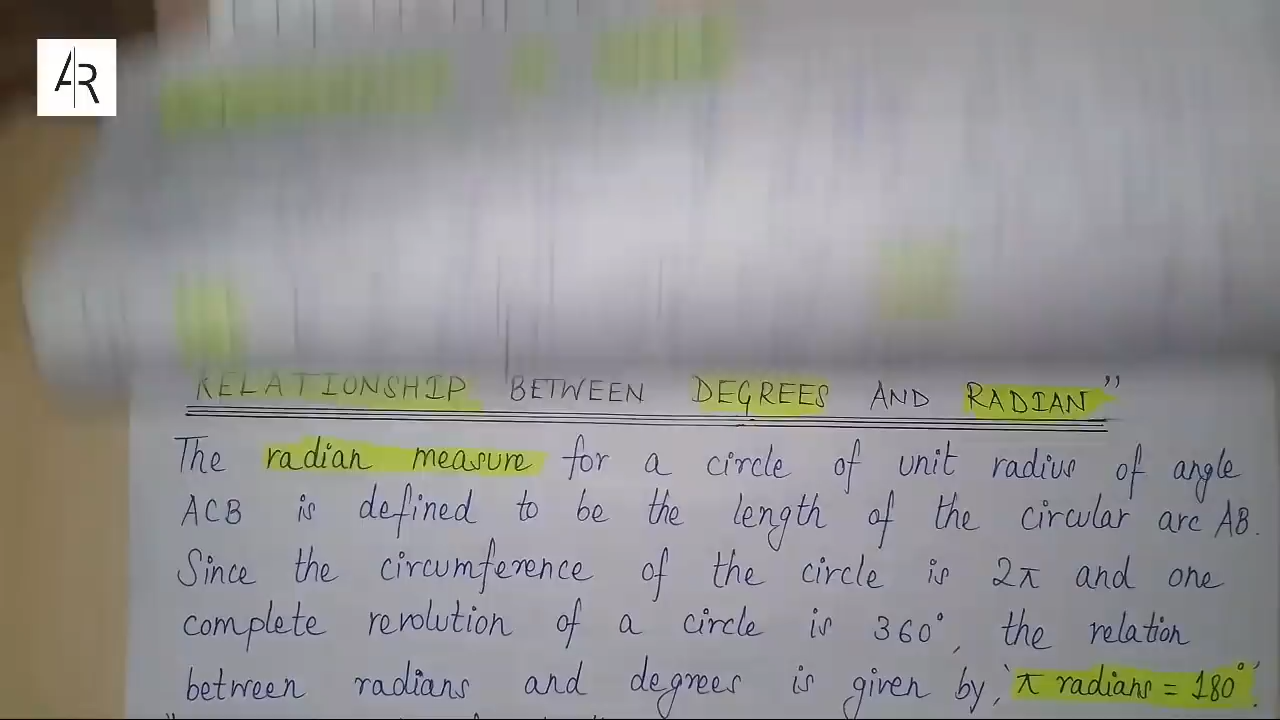 AR
RELATIONSHIP BETWEEN DEGREES AND RADIAN"
The radian measure for a circle of unit radius of angle
ACB is defined to be the length of the circular arc AB.
Since the circumference of the circle is 2π and one
complete revolution of a circle is 360°, the relation
between radians and degrees is given by, 'π radians = 180°'.